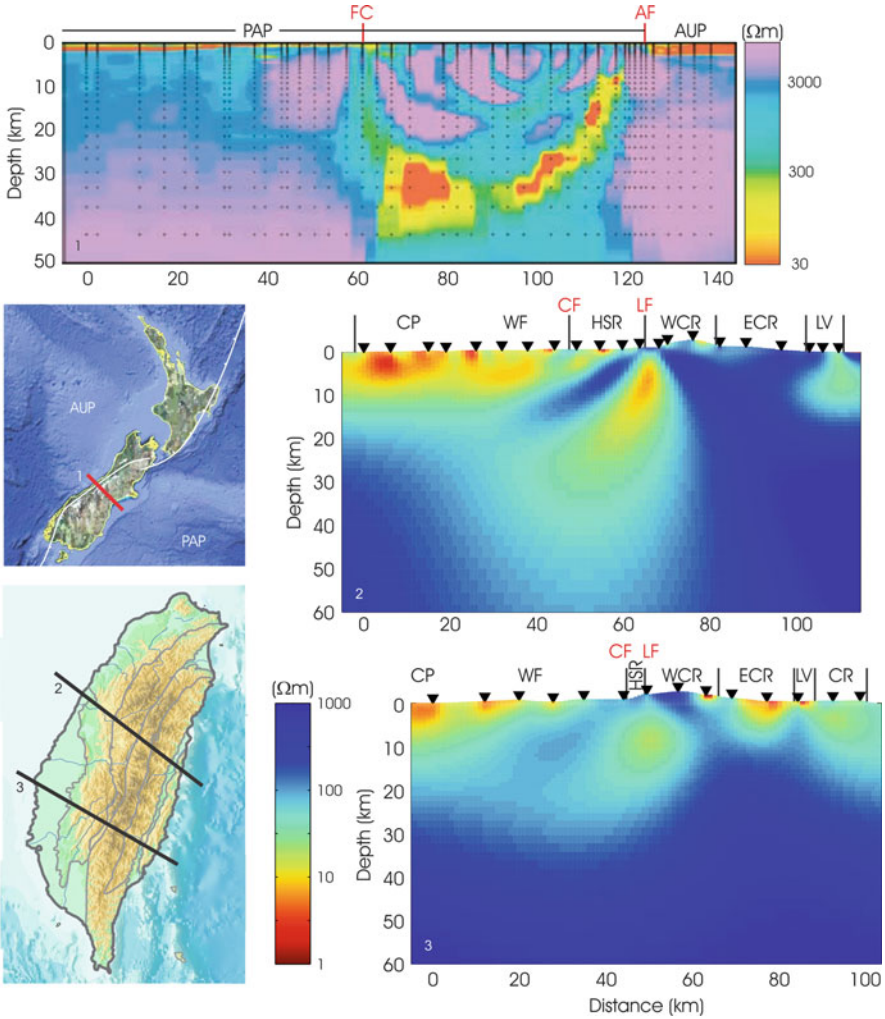 FC AF
PAP AUP
(Ωm)
0
10
20
30
40
50
Depth (km)
1
3000
300
30
0 20 40 60 80 100 120 140
AUP
1
PAP
CF LF
CP WF HSR WCR ECR LV
0
10
20
30
40
50
60
Depth (km)
2
0 20 40 60 80 100
2
3
(Ωm)
1000
100
10
1
CF HSR LF
CP WF WCR ECR LV CR
0
10
20
30
40
50
60
Depth (km)
3
0 20 40 60 80 100
Distance (km)